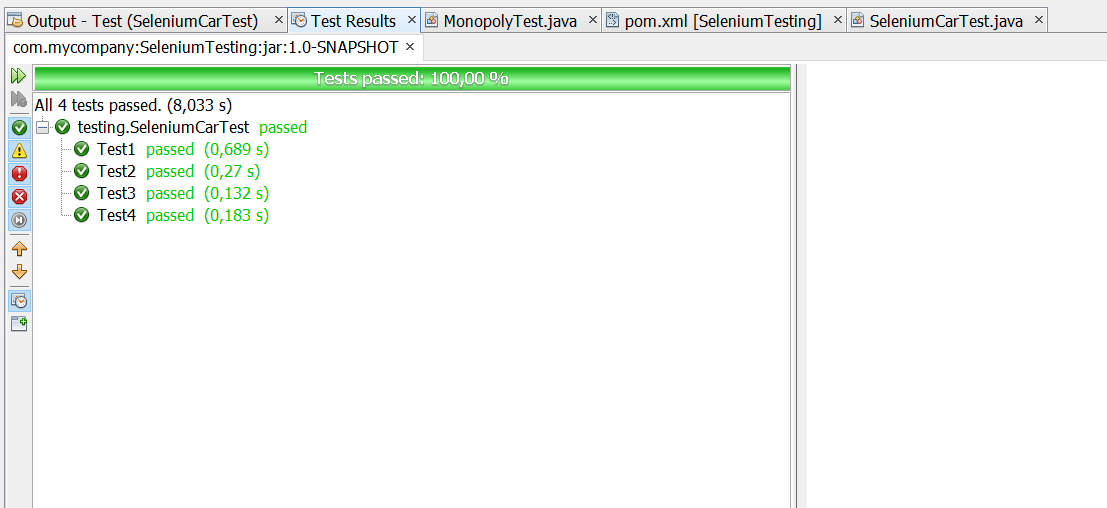 Output - Test (SeleniumCarTest) Test Results MonopolyTest.java pom.xml [SeleniumTesting] SeleniumCarTest.java
com.mycompany:SeleniumTesting:jar:1.0-SNAPSHOT
Tests passed: 100,00 %
All 4 tests passed. (8,033 s)
testing.SeleniumCarTest passed
Test1 passed (0,689 s)
Test2 passed (0,27 s)
Test3 passed (0,132 s)
Test4 passed (0,183 s)